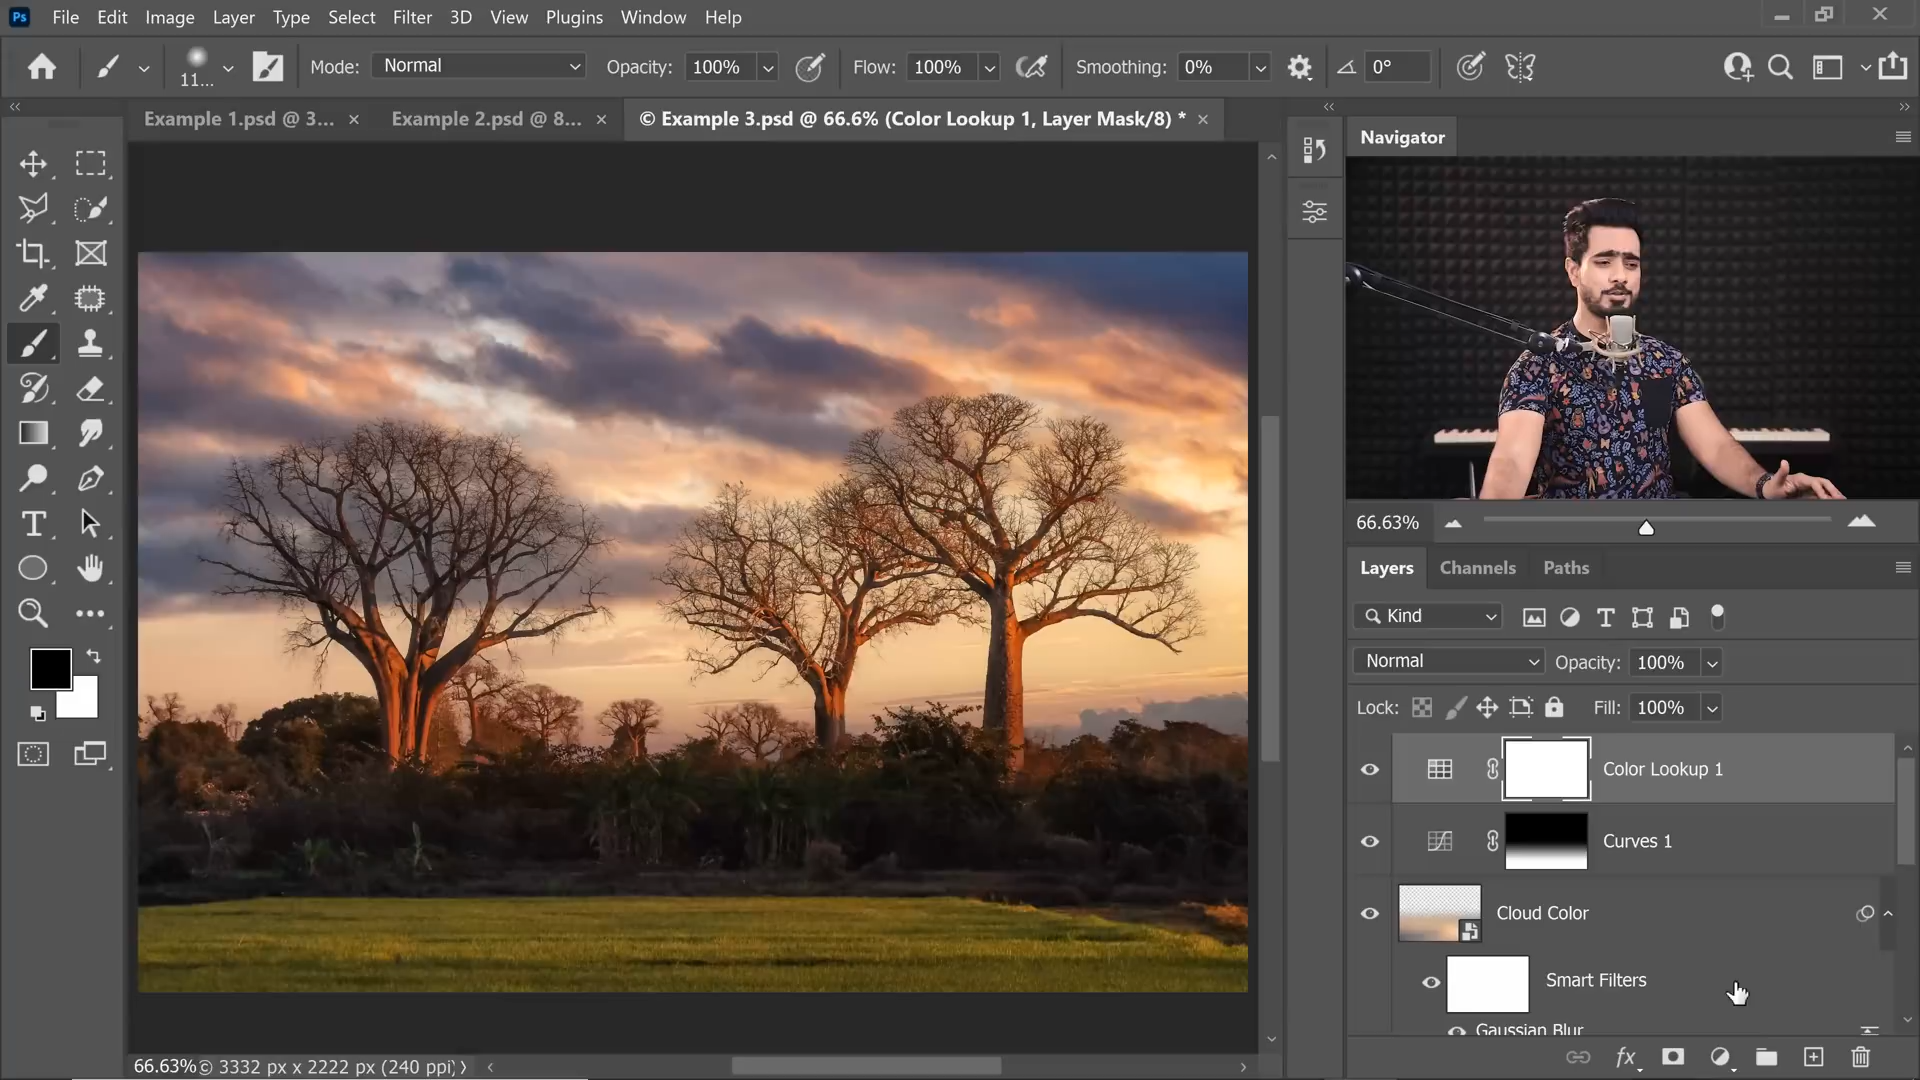 Ps File Edit Image Layer Type Select Filter 3D View Plugins Window Help
11... Mode: Normal Opacity: 100% Flow: 100% Smoothing: 0% 0°
Example 1.psd @ 3... × Example 2.psd @ 8... × © Example 3.psd @ 66.6% (Color Lookup 1, Layer Mask/8) * ×
Navigator
66.63%
Layers Channels Paths
Kind
Normal Opacity: 100%
Lock: Fill: 100%
Color Lookup 1
Curves 1
Cloud Color
Smart Filters
Gaussian Blur
66.63% © 3332 px x 2222 px (240 ppi)
fx